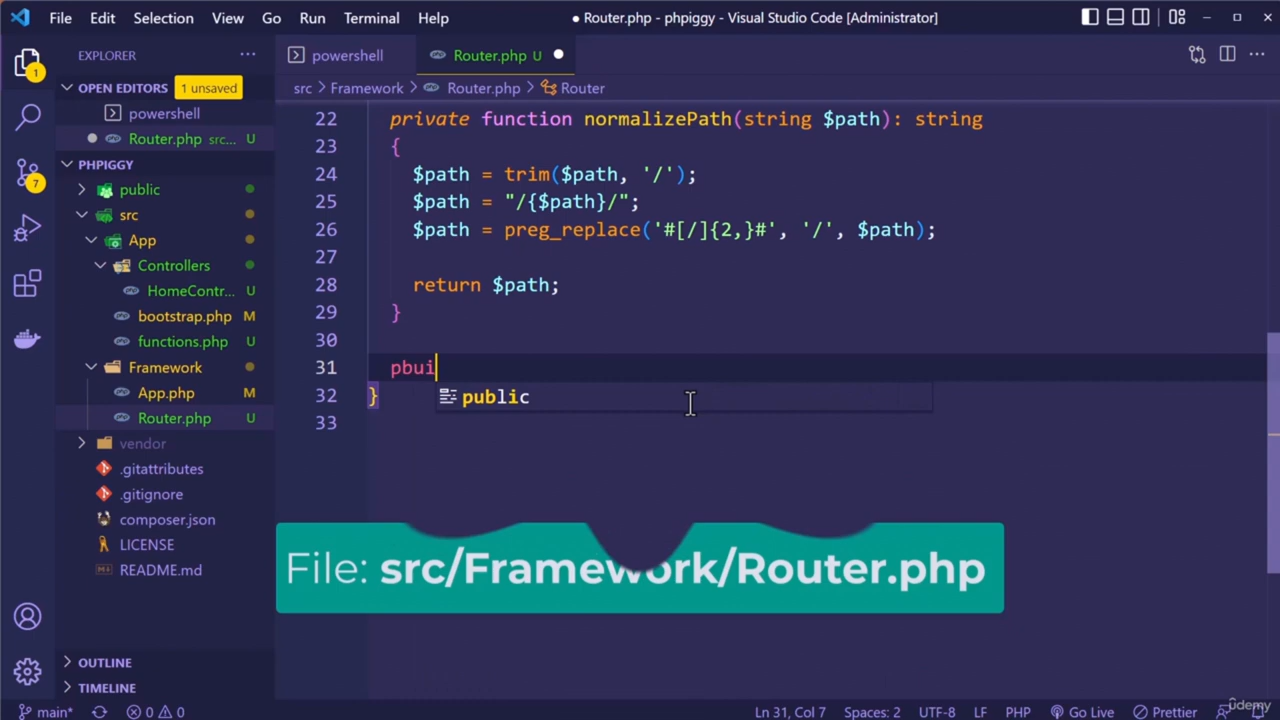 File Edit Selection View Go Run Terminal Help
● Router.php - phpiggy - Visual Studio Code [Administrator]
EXPLORER ···
powershell
Router.php U
OPEN EDITORS 1 unsaved
powershell
Router.php src... U
src > Framework > Router.php > Router
PHPIGGY
public
src
App
Controllers
HomeContr... U
bootstrap.php M
functions.php U
Framework
App.php M
Router.php U
vendor
.gitattributes
.gitignore
composer.json
LICENSE
README.md
OUTLINE
TIMELINE
1
7
22 private function normalizePath(string $path): string
23 {
24 $path = trim($path, '/');
25 $path = "/{$path}/";
26 $path = preg_replace('#[/]{2,}#', '/', $path);
27
28 return $path;
29 }
30
31 pbui
public
32 }
33
File: src/Framework/Router.php
main* 0 0 Ln 31, Col 7 Spaces: 2 UTF-8 LF PHP Go Live Prettier
ûdemy